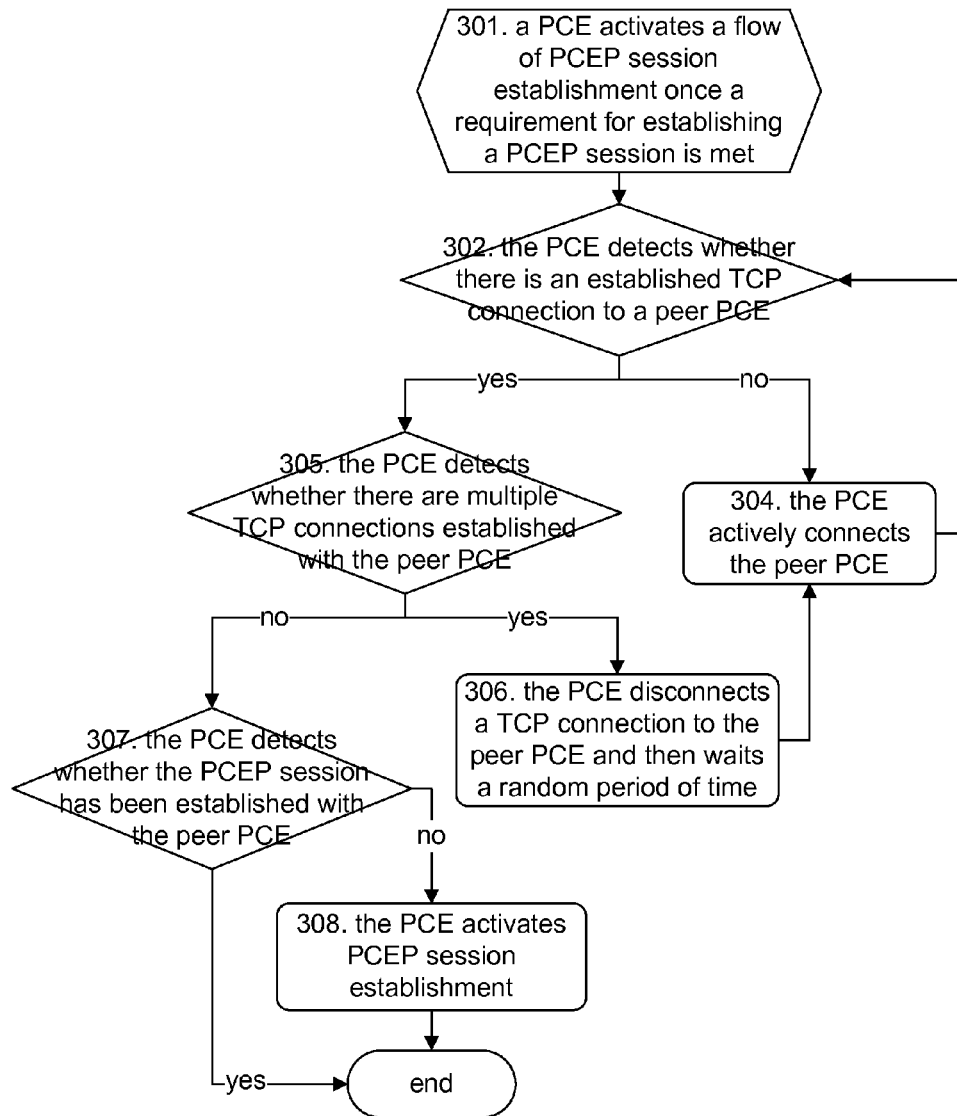 301. a PCE activates a flow
of PCEP session
establishment once a
requirement for establishing
a PCEP session is met
302. the PCE detects whether
there is an established TCP
connection to a peer PCE
yes
no
305. the PCE detects
whether there are multiple
TCP connections established
with the peer PCE
304. the PCE
actively connects
the peer PCE
no
yes
306. the PCE disconnects
a TCP connection to the
peer PCE and then waits
a random period of time
307. the PCE detects
whether the PCEP session
has been established with
the peer PCE
no
308. the PCE activates
PCEP session
establishment
yes
end